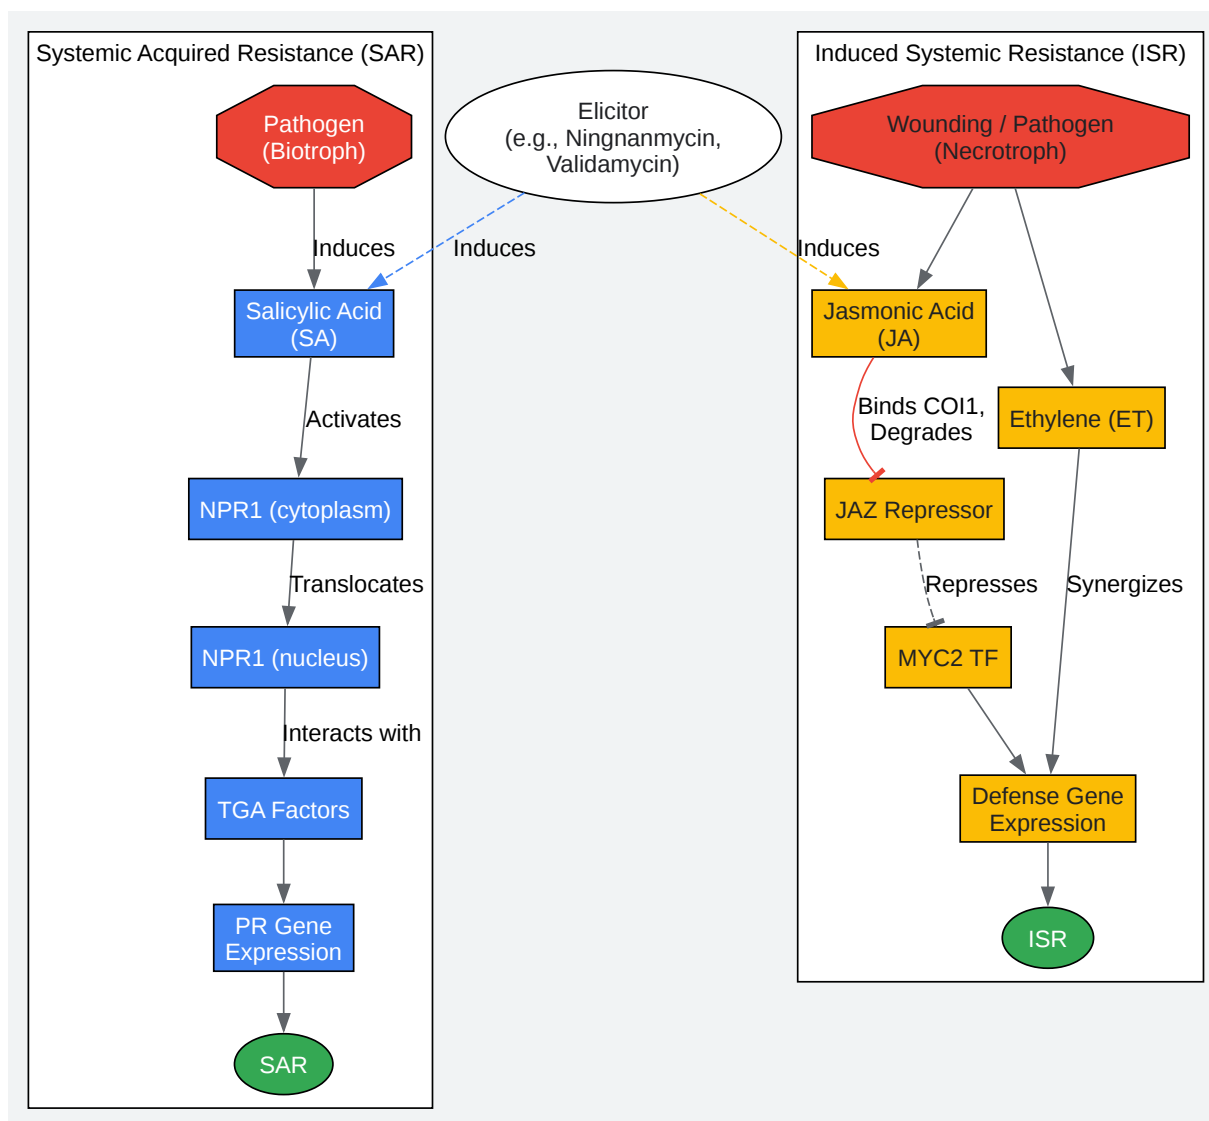 Systemic Acquired Resistance (SAR)
Pathogen
(Biotroph)
Induces
Salicylic Acid
(SA)
Activates
NPR1 (cytoplasm)
Translocates
NPR1 (nucleus)
Interacts with
TGA Factors
PR Gene
Expression
SAR
Elicitor
(e.g., Ningnanmycin,
Validamycin)
Induces
Induces
Induced Systemic Resistance (ISR)
Wounding / Pathogen
(Necrotroph)
Jasmonic Acid
(JA)
Binds COI1,
Degrades
Ethylene (ET)
JAZ Repressor
Represses
Synergizes
MYC2 TF
Defense Gene
Expression
ISR